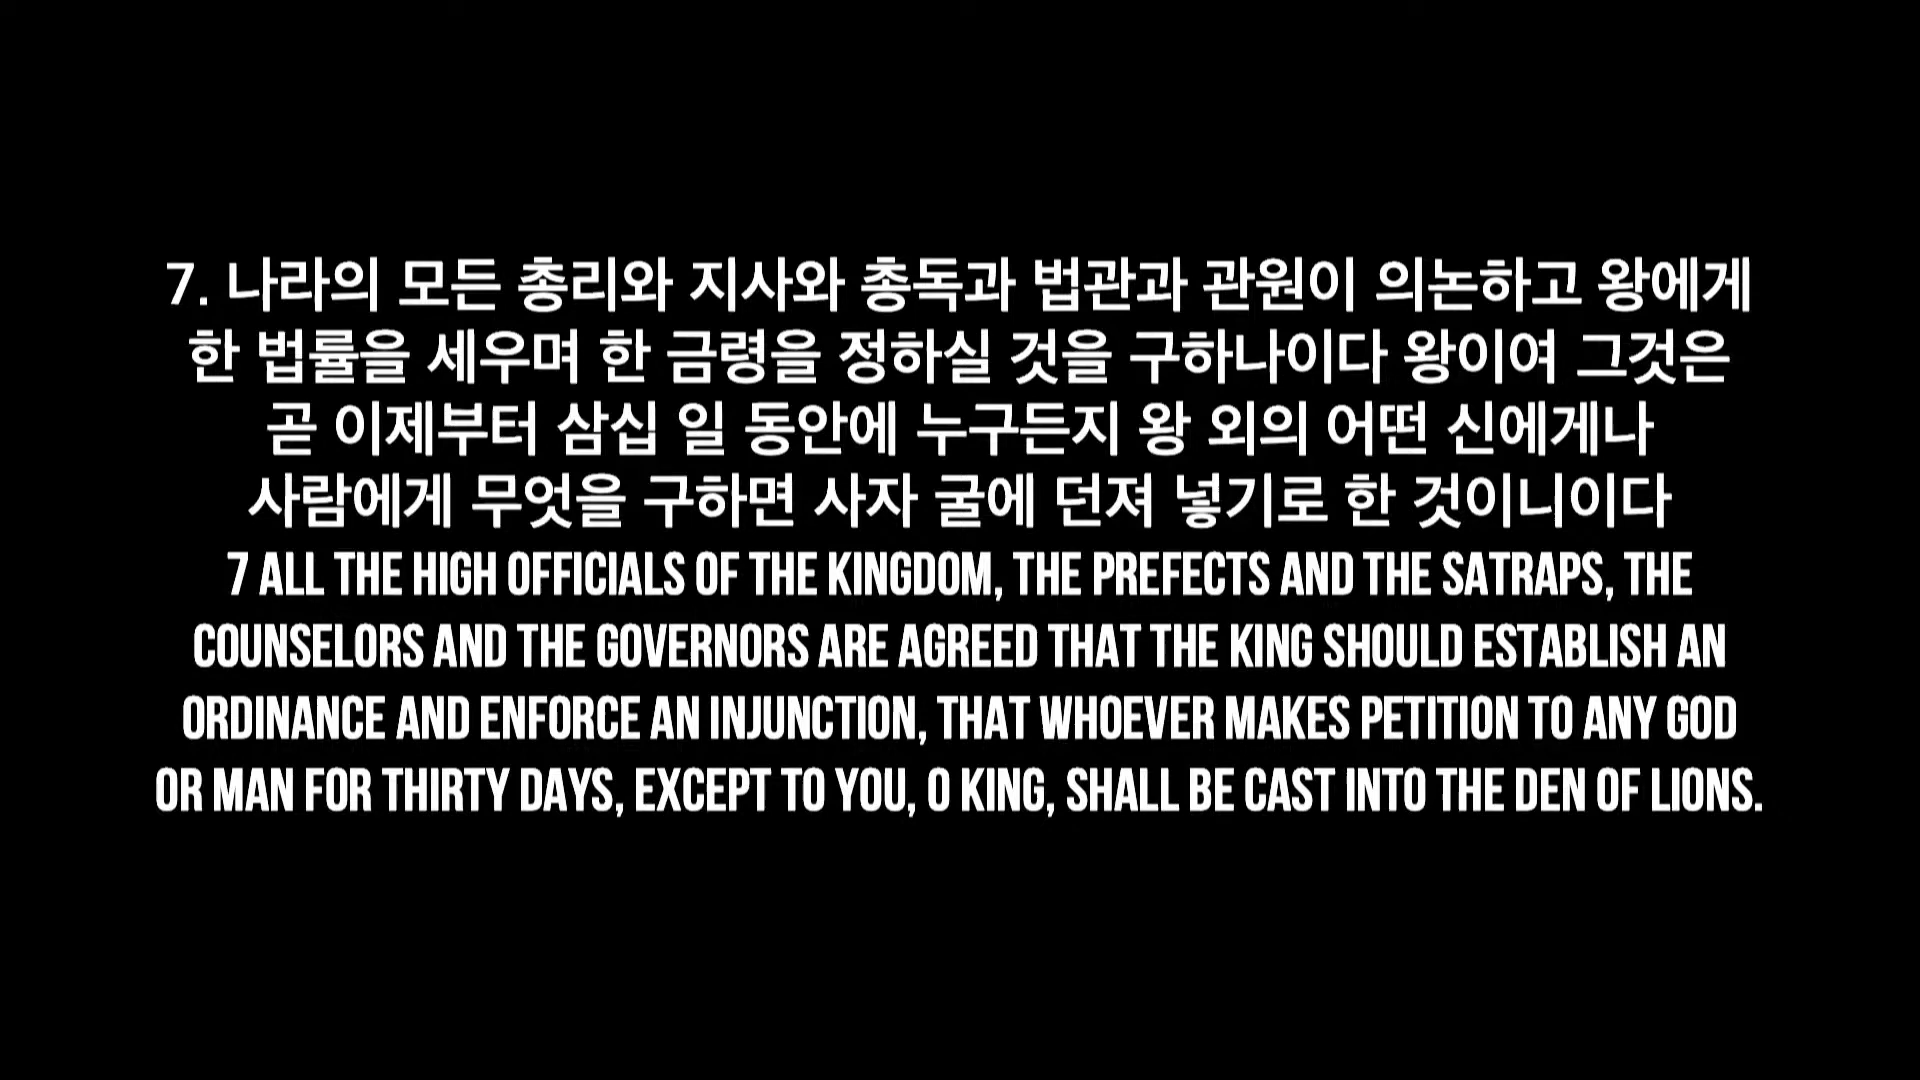 7. 나라의 모든 총리와 지사와 총독과 법관과 관원이 의논하고 왕에게
한 법률을 세우며 한 금령을 정하실 것을 구하나이다 왕이여 그것은
곧 이제부터 삼십 일 동안에 누구든지 왕 외의 어떤 신에게나
사람에게 무엇을 구하면 사자 굴에 던져 넣기로 한 것이니이다
7 ALL THE HIGH OFFICIALS OF THE KINGDOM, THE PREFECTS AND THE SATRAPS, THE
COUNSELORS AND THE GOVERNORS ARE AGREED THAT THE KING SHOULD ESTABLISH AN
ORDINANCE AND ENFORCE AN INJUNCTION, THAT WHOEVER MAKES PETITION TO ANY GOD
OR MAN FOR THIRTY DAYS, EXCEPT TO YOU, O KING, SHALL BE CAST INTO THE DEN OF LIONS.